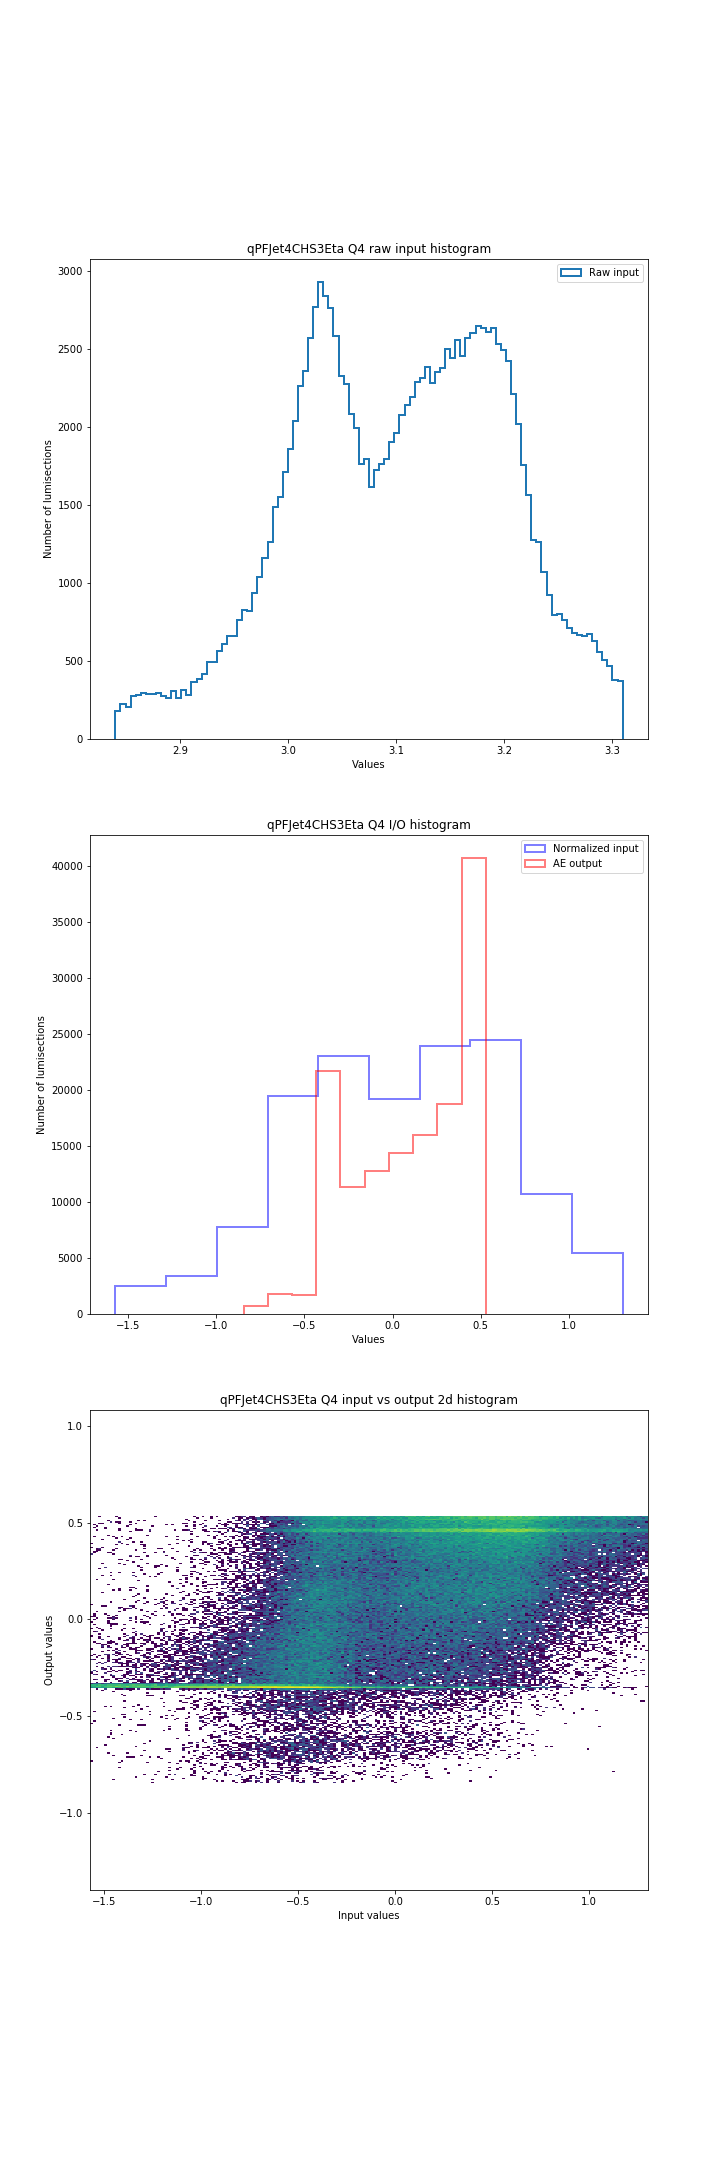 qPFJet4CHS3Eta Q4 raw input histogram
Raw input
3000
2500
2000
1500
1000
500
0
Number of lumisections
2.9 3.0 3.1 3.2 3.3
Values
qPFJet4CHS3Eta Q4 I/O histogram
Normalized input
AE output
40000
35000
30000
25000
20000
15000
10000
5000
0
Number of lumisections
−1.5 −1.0 −0.5 0.0 0.5 1.0
Values
qPFJet4CHS3Eta Q4 input vs output 2d histogram
1.0
0.5
0.0
−0.5
−1.0
Output values
−1.5 −1.0 −0.5 0.0 0.5 1.0
Input values